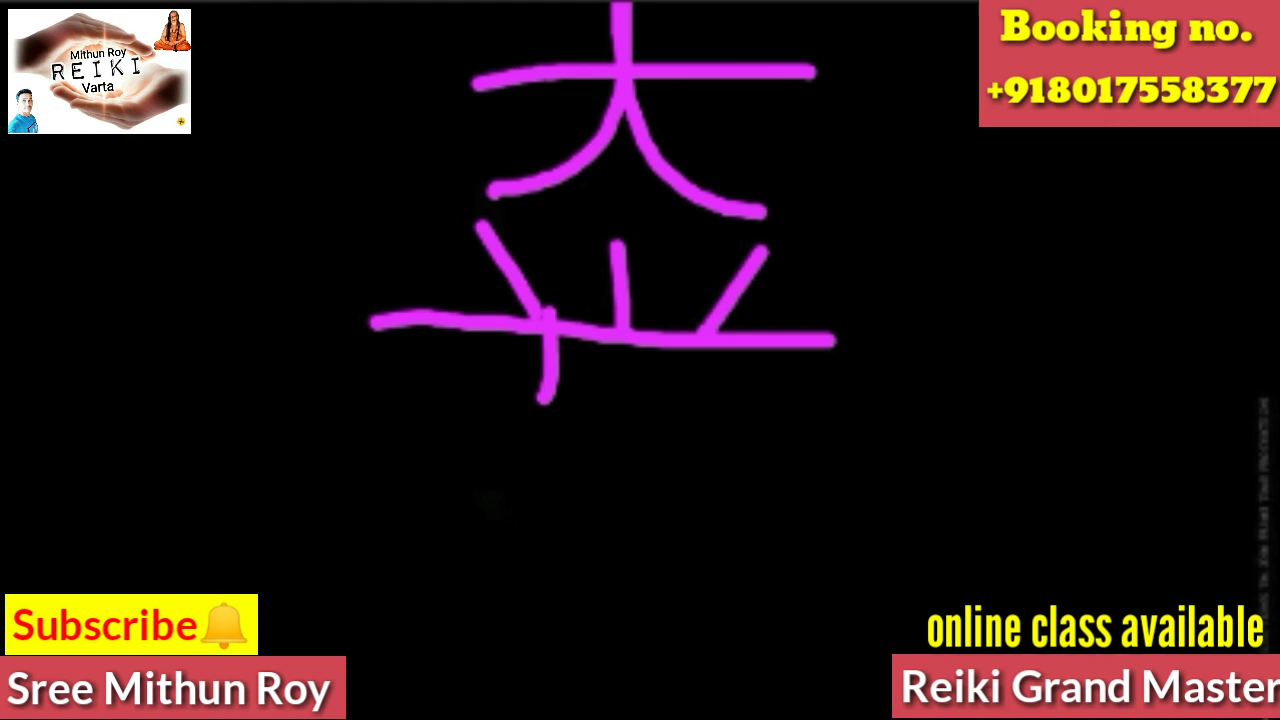 Mithun Roy
REIKI
Varta
Booking no.
+918017558377
Subscribe
online class available
Sree Mithun Roy
Reiki Grand Master